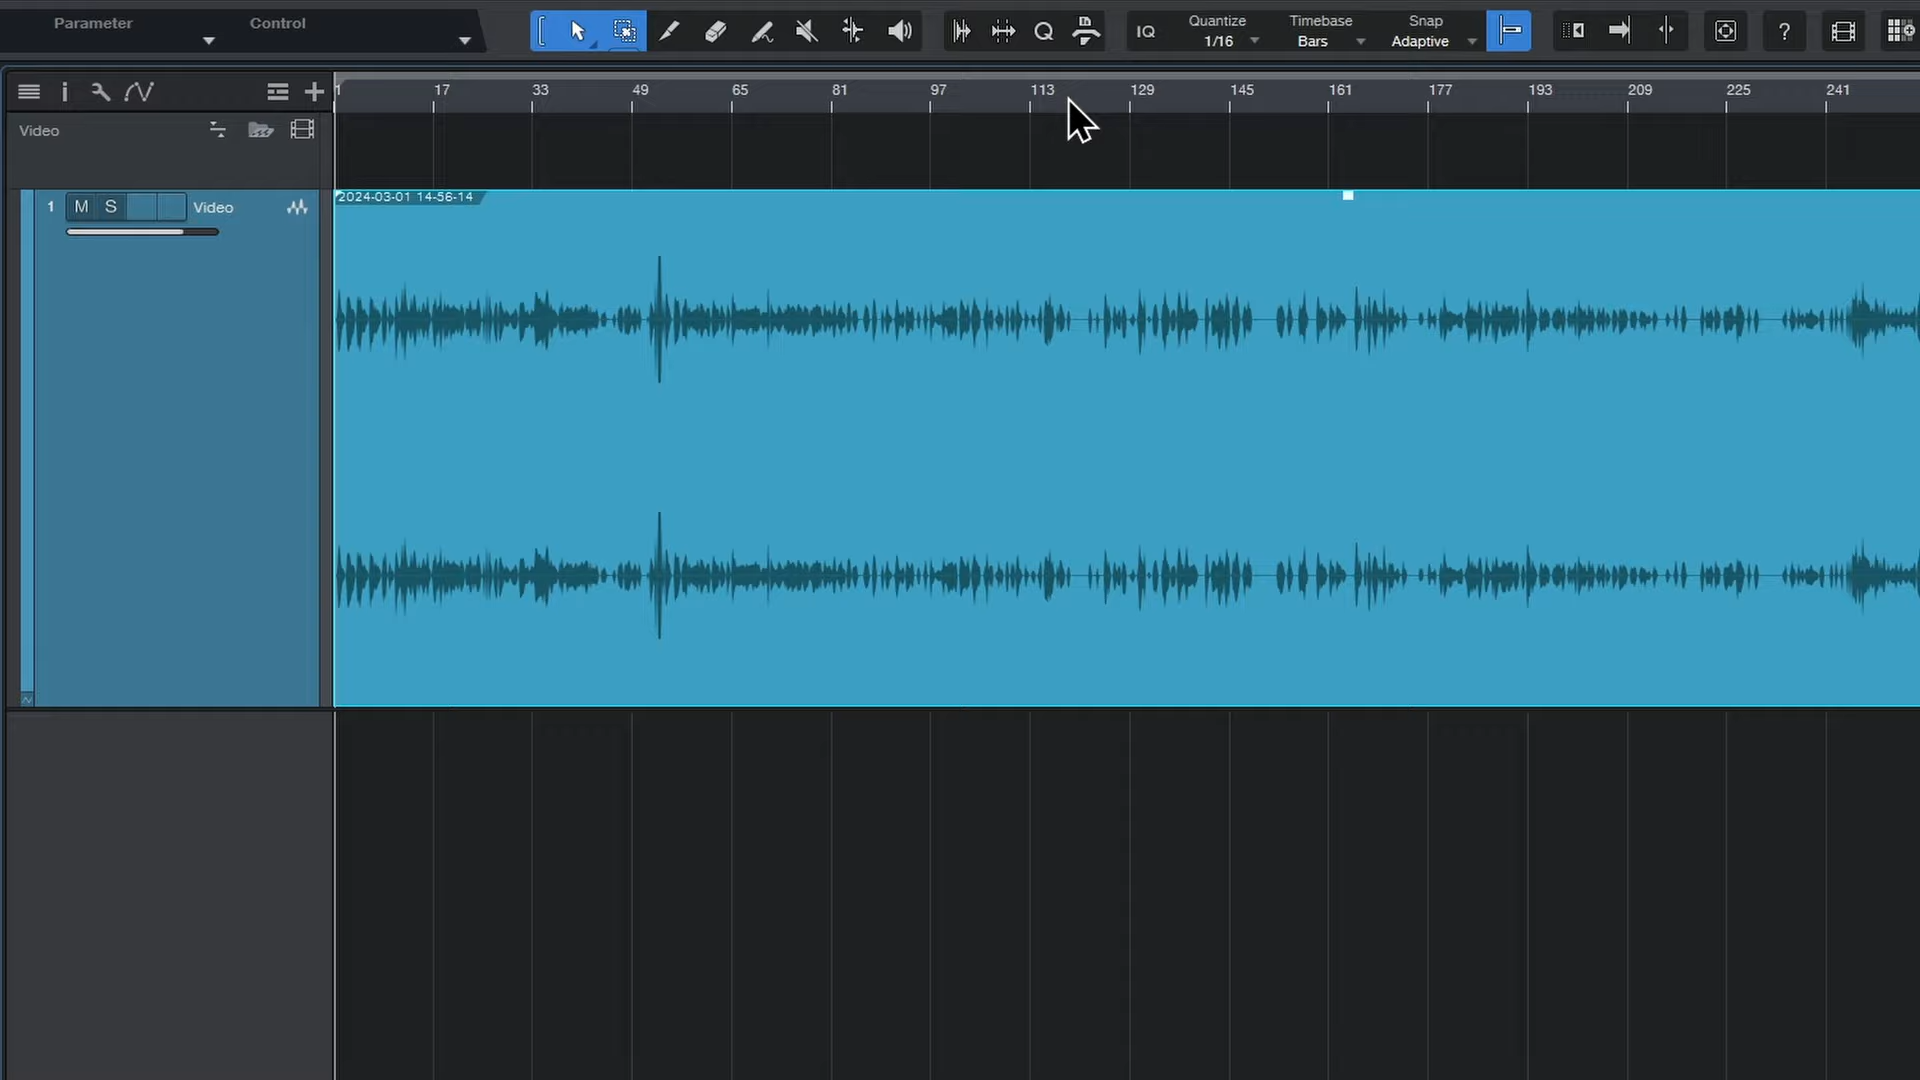 Parameter
Control
IQ
Quantize
1/16
Timebase
Bars
Snap
Adaptive
?
i
1 17 33 49 65 81 97 113 129 145 161 177 193 209 225 241
Video
2024-03-01 14-56-14
1 M S Video